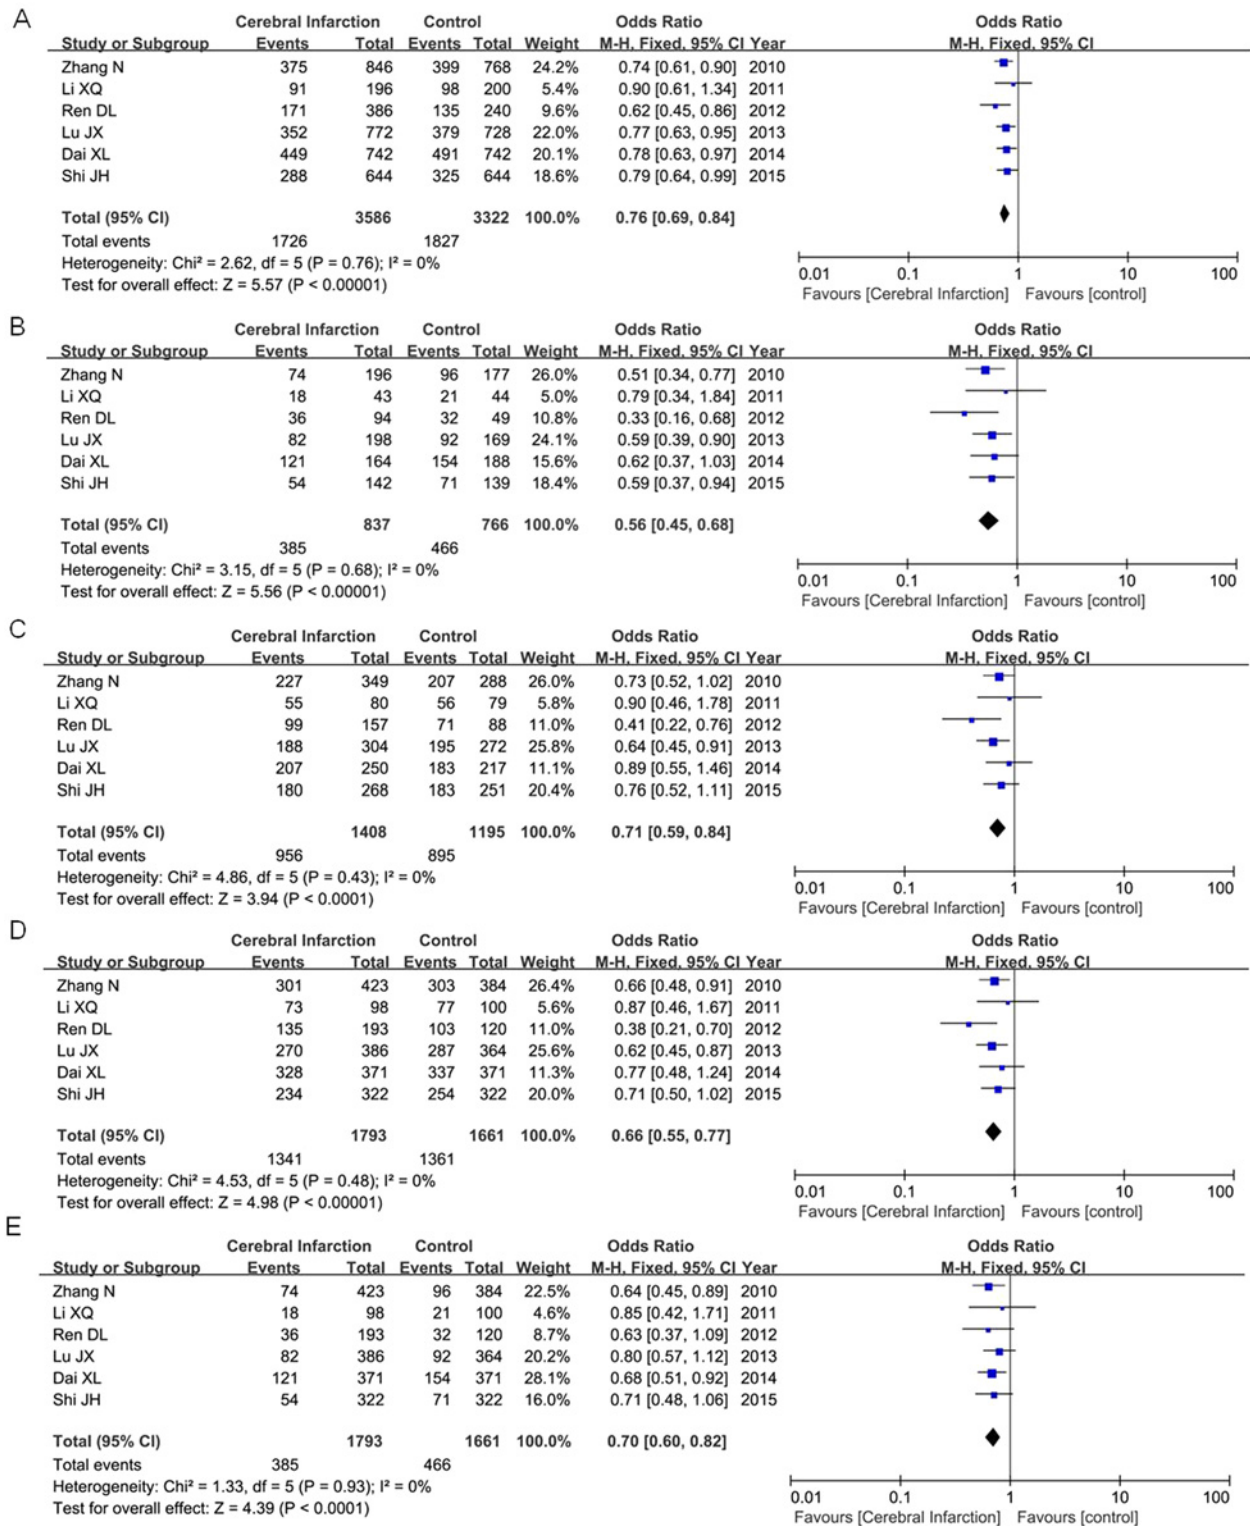 A
Cerebral Infarction Control Odds Ratio Odds Ratio
Study or Subgroup Events Total Events Total Weight M-H, Fixed, 95% CI Year M-H, Fixed, 95% CI
Zhang N 375 846 399 768 24.2% 0.74 [0.61, 0.90] 2010
Li XQ 91 196 98 200 5.4% 0.90 [0.61, 1.34] 2011
Ren DL 171 386 135 240 9.6% 0.62 [0.45, 0.86] 2012
Lu JX 352 772 379 728 22.0% 0.77 [0.63, 0.95] 2013
Dai XL 449 742 491 742 20.1% 0.78 [0.63, 0.97] 2014
Shi JH 288 644 325 644 18.6% 0.79 [0.64, 0.99] 2015
Total (95% CI) 3586 3322 100.0% 0.76 [0.69, 0.84]
Total events 1726 1827
Heterogeneity: Chi² = 2.62, df = 5 (P = 0.76); I² = 0%
Test for overall effect: Z = 5.57 (P < 0.00001)
0.01 0.1 1 10 100
Favours [Cerebral Infarction] Favours [control]
B
Cerebral Infarction Control Odds Ratio Odds Ratio
Study or Subgroup Events Total Events Total Weight M-H, Fixed, 95% CI Year M-H, Fixed, 95% CI
Zhang N 74 196 96 177 26.0% 0.51 [0.34, 0.77] 2010
Li XQ 18 43 21 44 5.0% 0.79 [0.34, 1.84] 2011
Ren DL 36 94 32 49 10.8% 0.33 [0.16, 0.68] 2012
Lu JX 82 198 92 169 24.1% 0.59 [0.39, 0.90] 2013
Dai XL 121 164 154 188 15.6% 0.62 [0.37, 1.03] 2014
Shi JH 54 142 71 139 18.4% 0.59 [0.37, 0.94] 2015
Total (95% CI) 837 766 100.0% 0.56 [0.45, 0.68]
Total events 385 466
Heterogeneity: Chi² = 3.15, df = 5 (P = 0.68); I² = 0%
Test for overall effect: Z = 5.56 (P < 0.00001)
0.01 0.1 1 10 100
Favours [Cerebral Infarction] Favours [control]
C
Cerebral Infarction Control Odds Ratio Odds Ratio
Study or Subgroup Events Total Events Total Weight M-H, Fixed, 95% CI Year M-H, Fixed, 95% CI
Zhang N 227 349 207 288 26.0% 0.73 [0.52, 1.02] 2010
Li XQ 55 80 56 79 5.8% 0.90 [0.46, 1.78] 2011
Ren DL 99 157 71 88 11.0% 0.41 [0.22, 0.76] 2012
Lu JX 188 304 195 272 25.8% 0.64 [0.45, 0.91] 2013
Dai XL 207 250 183 217 11.1% 0.89 [0.55, 1.46] 2014
Shi JH 180 268 183 251 20.4% 0.76 [0.52, 1.11] 2015
Total (95% CI) 1408 1195 100.0% 0.71 [0.59, 0.84]
Total events 956 895
Heterogeneity: Chi² = 4.86, df = 5 (P = 0.43); I² = 0%
Test for overall effect: Z = 3.94 (P < 0.0001)
0.01 0.1 1 10 100
Favours [Cerebral Infarction] Favours [control]
D
Cerebral Infarction Control Odds Ratio Odds Ratio
Study or Subgroup Events Total Events Total Weight M-H, Fixed, 95% CI Year M-H, Fixed, 95% CI
Zhang N 301 423 303 384 26.4% 0.66 [0.48, 0.91] 2010
Li XQ 73 98 77 100 5.6% 0.87 [0.46, 1.67] 2011
Ren DL 135 193 103 120 11.0% 0.38 [0.21, 0.70] 2012
Lu JX 270 386 287 364 25.6% 0.62 [0.45, 0.87] 2013
Dai XL 328 371 337 371 11.3% 0.77 [0.48, 1.24] 2014
Shi JH 234 322 254 322 20.0% 0.71 [0.50, 1.02] 2015
Total (95% CI) 1793 1661 100.0% 0.66 [0.55, 0.77]
Total events 1341 1361
Heterogeneity: Chi² = 4.53, df = 5 (P = 0.48); I² = 0%
Test for overall effect: Z = 4.98 (P < 0.00001)
0.01 0.1 1 10 100
Favours [Cerebral Infarction] Favours [control]
E
Cerebral Infarction Control Odds Ratio Odds Ratio
Study or Subgroup Events Total Events Total Weight M-H, Fixed, 95% CI Year M-H, Fixed, 95% CI
Zhang N 74 423 96 384 22.5% 0.64 [0.45, 0.89] 2010
Li XQ 18 98 21 100 4.6% 0.85 [0.42, 1.71] 2011
Ren DL 36 193 32 120 8.7% 0.63 [0.37, 1.09] 2012
Lu JX 82 386 92 364 20.2% 0.80 [0.57, 1.12] 2013
Dai XL 121 371 154 371 28.1% 0.68 [0.51, 0.92] 2014
Shi JH 54 322 71 322 16.0% 0.71 [0.48, 1.06] 2015
Total (95% CI) 1793 1661 100.0% 0.70 [0.60, 0.82]
Total events 385 466
Heterogeneity: Chi² = 1.33, df = 5 (P = 0.93); I² = 0%
Test for overall effect: Z = 4.39 (P < 0.0001)
0.01 0.1 1 10 100
Favours [Cerebral Infarction] Favours [control]